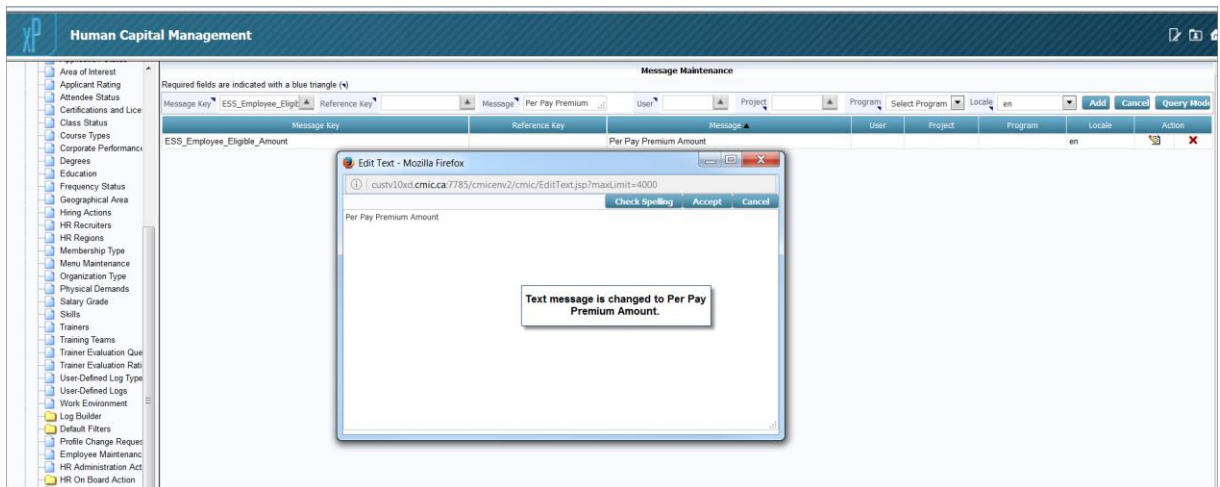 xP Human Capital Management
Area of Interest
Applicant Rating
Attendee Status
Certifications and Lice
Class Status
Course Types
Corporate Performance
Degrees
Education
Frequency Status
Geographical Area
Hiring Actions
HR Recruiters
HR Regions
Membership Type
Menu Maintenance
Organization Type
Physical Demands
Salary Grade
Skills
Trainers
Training Teams
Trainer Evaluation Que
Trainer Evaluation Rati
User-Defined Log Type
User-Defined Logs
Work Environment
Log Builder
Default Filters
Profile Change Reques
Employee Maintenanc
HR Administration Act
HR On Board Action
Message Maintenance
Required fields are indicated with a blue triangle ()
Message Key ESS_Employee_Eligit Reference Key Message Per Pay Premium User Project Program Select Program Locale en Add Cancel Query Mode
Message Key Reference Key Message User Project Program Locale Action
ESS_Employee_Eligible_Amount Per Pay Premium Amount en
Edit Text - Mozilla Firefox
custv10xd.cmic.ca:7785/cmicenv2/cmic/EditText.jsp?maxLimit=4000
Check Spelling Accept Cancel
Per Pay Premium Amount
Text message is changed to Per Pay
Premium Amount.